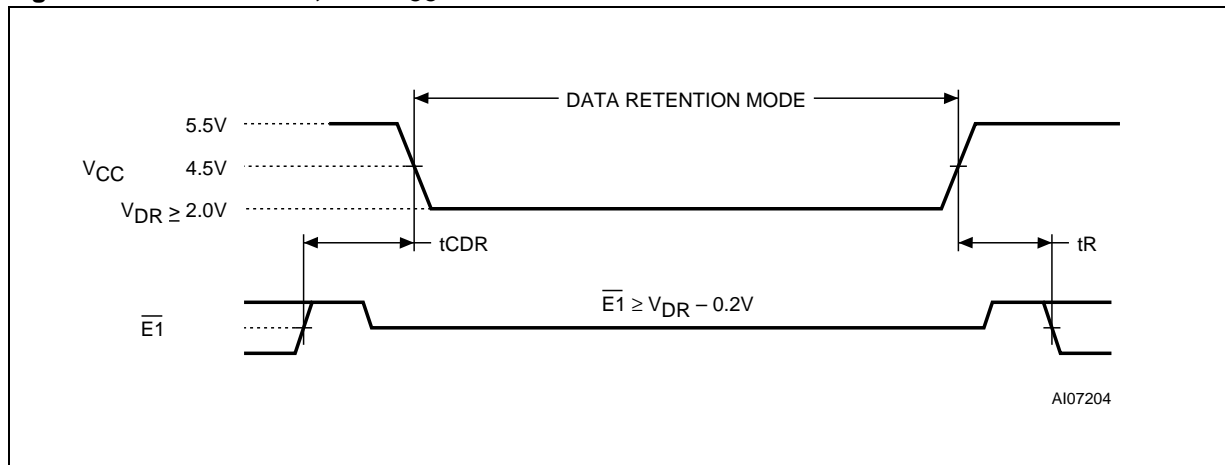 DATA RETENTION MODE
5.5V
VCC 4.5V
VDR ≥ 2.0V
tCDR
tR
E1 ≥ VDR – 0.2V
E1
AI07204